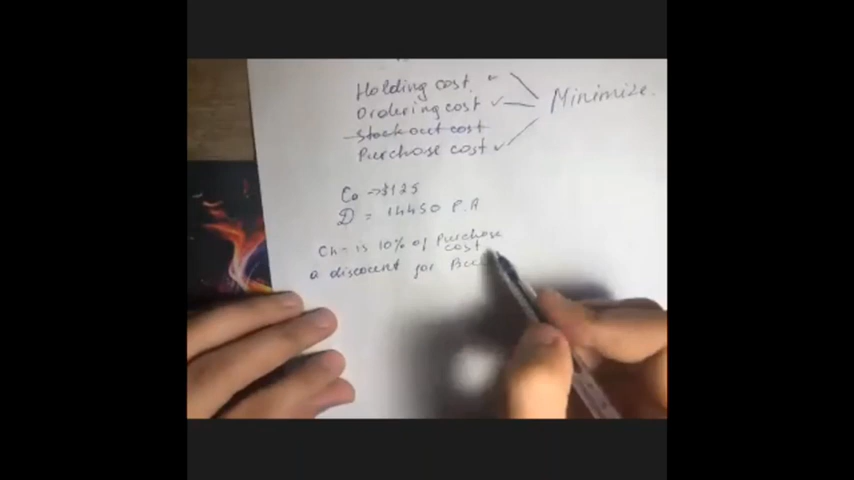 Holding cost.
Ordering cost ✓
Stock out cost
Purchase cost ✓
Minimize.
Co → $125
D = 14450 P.A
Ch = is 10% of Purchase
cost
a discount for